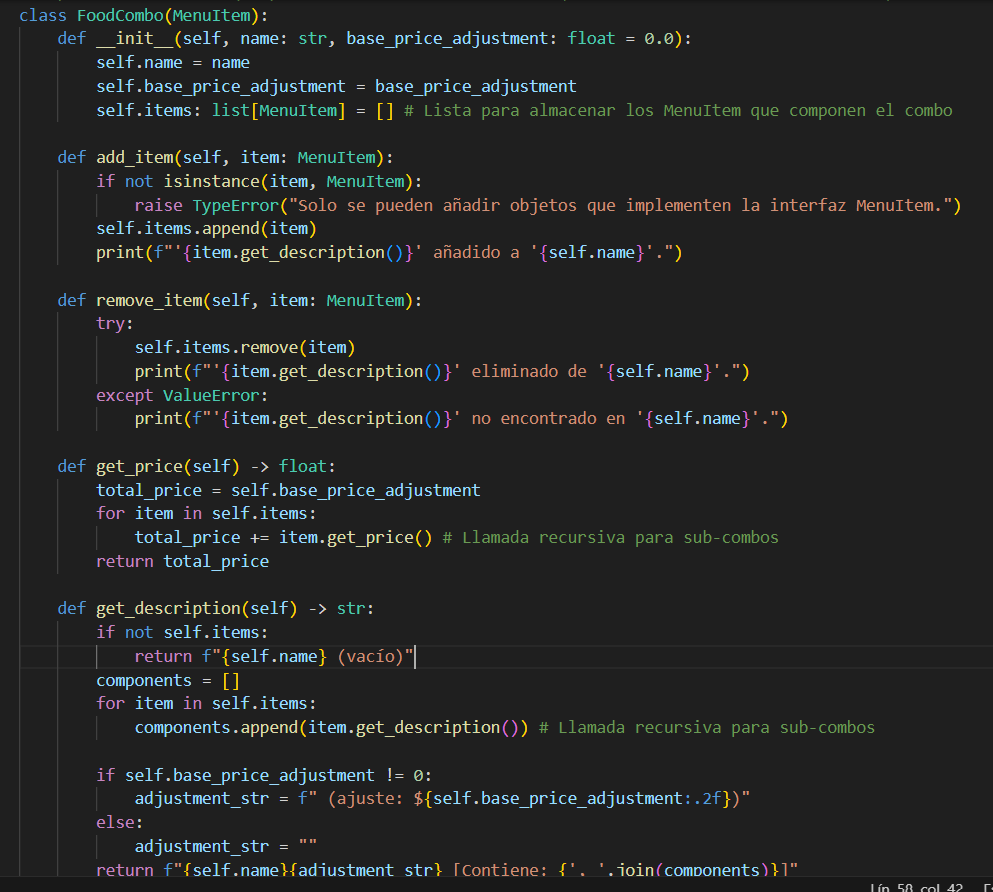 class FoodCombo(MenuItem):
    def __init__(self, name: str, base_price_adjustment: float = 0.0):
        self.name = name
        self.base_price_adjustment = base_price_adjustment
        self.items: list[MenuItem] = [] # Lista para almacenar los MenuItem que componen el combo

    def add_item(self, item: MenuItem):
        if not isinstance(item, MenuItem):
            raise TypeError("Solo se pueden añadir objetos que implementen la interfaz MenuItem.")
        self.items.append(item)
        print(f"'{item.get_description()}' añadido a '{self.name}'.")

    def remove_item(self, item: MenuItem):
        try:
            self.items.remove(item)
            print(f"'{item.get_description()}' eliminado de '{self.name}'.")
        except ValueError:
            print(f"'{item.get_description()}' no encontrado en '{self.name}'.")

    def get_price(self) -> float:
        total_price = self.base_price_adjustment
        for item in self.items:
            total_price += item.get_price() # Llamada recursiva para sub-combos
        return total_price

    def get_description(self) -> str:
        if not self.items:
            return f"{self.name} (vacío)"
        components = []
        for item in self.items:
            components.append(item.get_description()) # Llamada recursiva para sub-combos

        if self.base_price_adjustment != 0:
            adjustment_str = f" (ajuste: ${self.base_price_adjustment:.2f})"
        else:
            adjustment_str = ""
        return f"{self.name}{adjustment_str} [Contiene: {', '.join(components)}]"
Lín. 58, col. 42